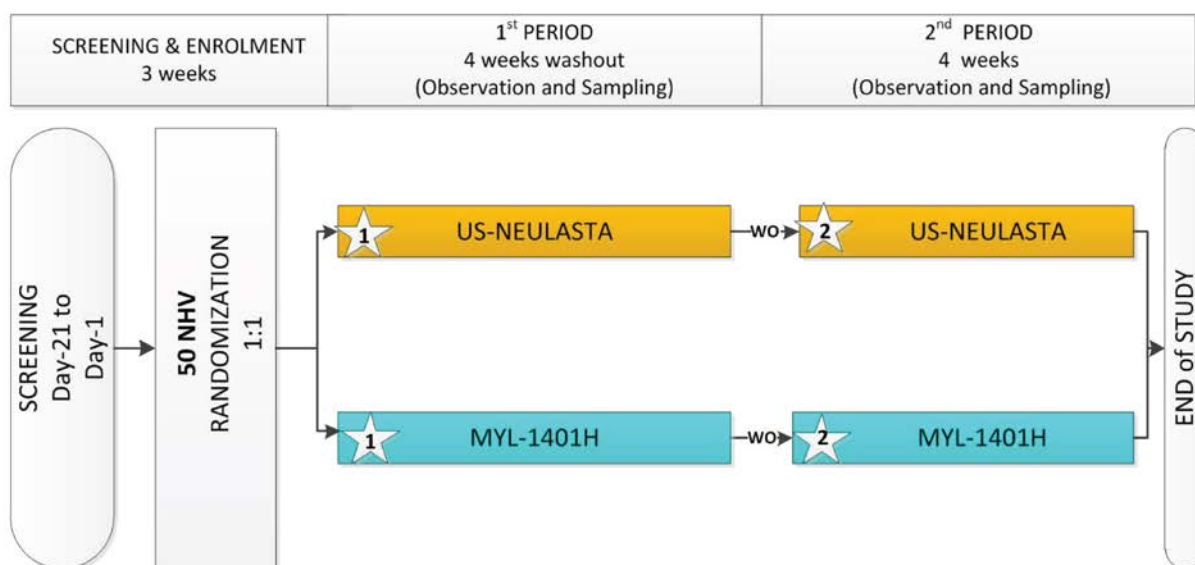 SCREENING & ENROLMENT
3 weeks
1st PERIOD
4 weeks washout
(Observation and Sampling)
2nd PERIOD
4 weeks
(Observation and Sampling)
SCREENING
Day-21 to
Day-1
50 NHV
RANDOMIZATION
1:1
1
US-NEULASTA
WO
2
US-NEULASTA
1
MYL-1401H
WO
2
MYL-1401H
END of STUDY